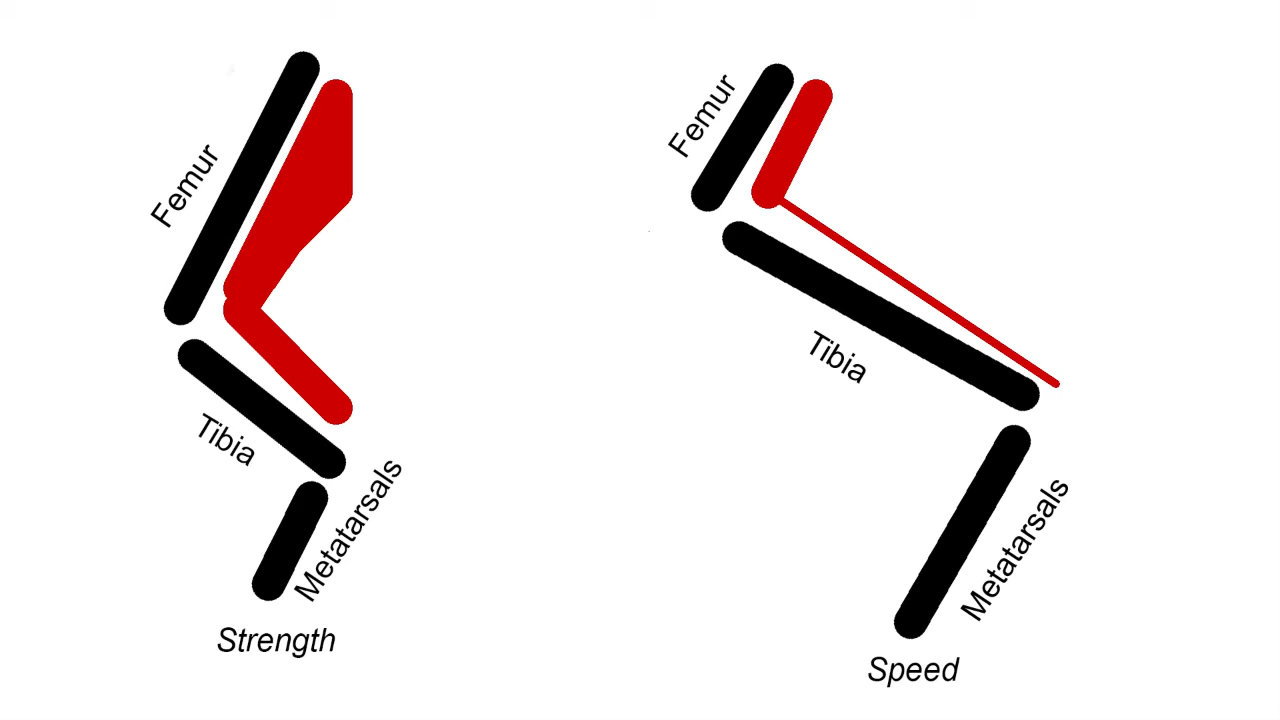 Femur
Tibia
Metatarsals
Strength
Femur
Tibia
Metatarsals
Speed